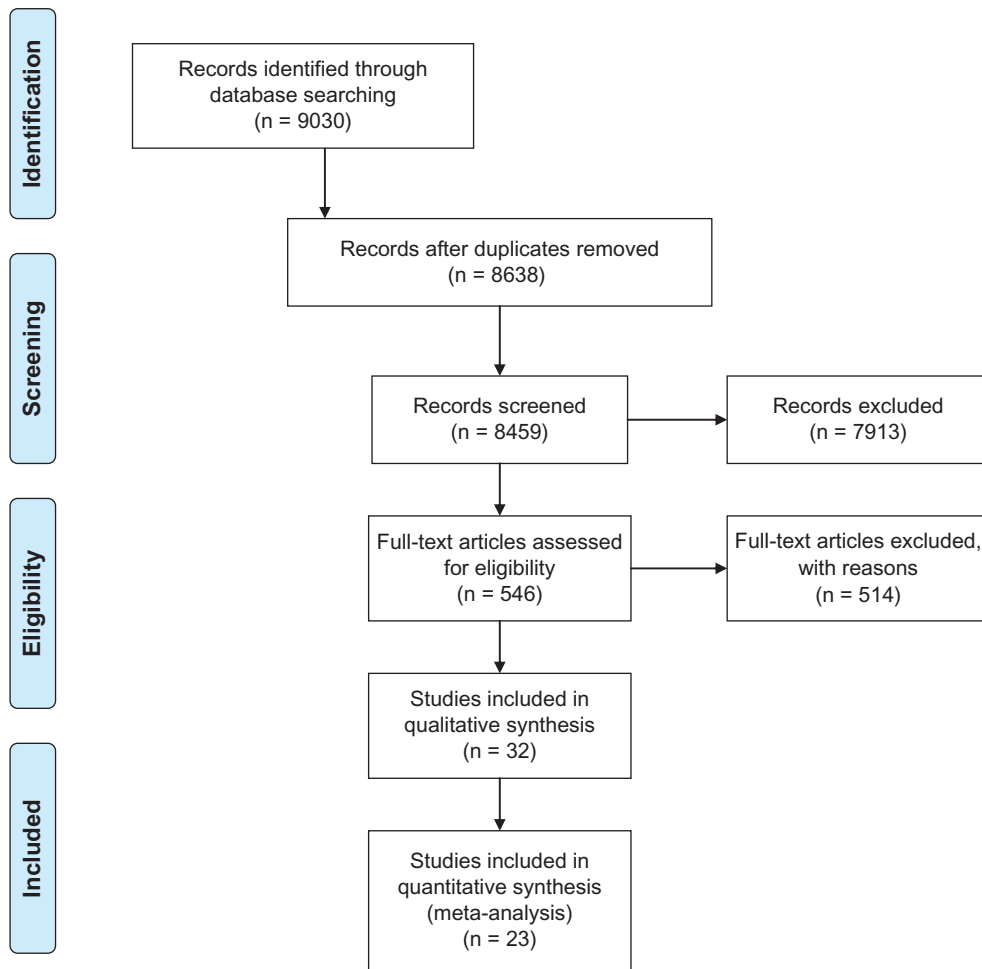 Identification
Records identified through
database searching
(n = 9030)
Records after duplicates removed
(n = 8638)
Screening
Records screened
(n = 8459)
Records excluded
(n = 7913)
Eligibility
Full-text articles assessed
for eligibility
(n = 546)
Full-text articles excluded,
with reasons
(n = 514)
Studies included in
qualitative synthesis
(n = 32)
Included
Studies included in
quantitative synthesis
(meta-analysis)
(n = 23)